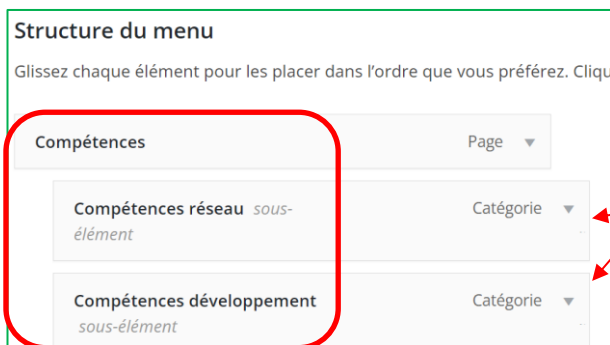 Structure du menu
Glissez chaque élément pour les placer dans l’ordre que vous préférez. Cliqu
Compétences Page
Compétences réseau sous-
élément Catégorie
Compétences développement
sous-élément Catégorie